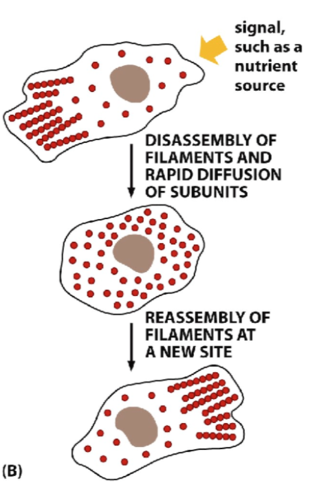 signal,
such as a
nutrient
source
DISASSEMBLY OF
FILAMENTS AND
RAPID DIFFUSION
OF SUBUNITS
REASSEMBLY OF
FILAMENTS AT
A NEW SITE
(B)